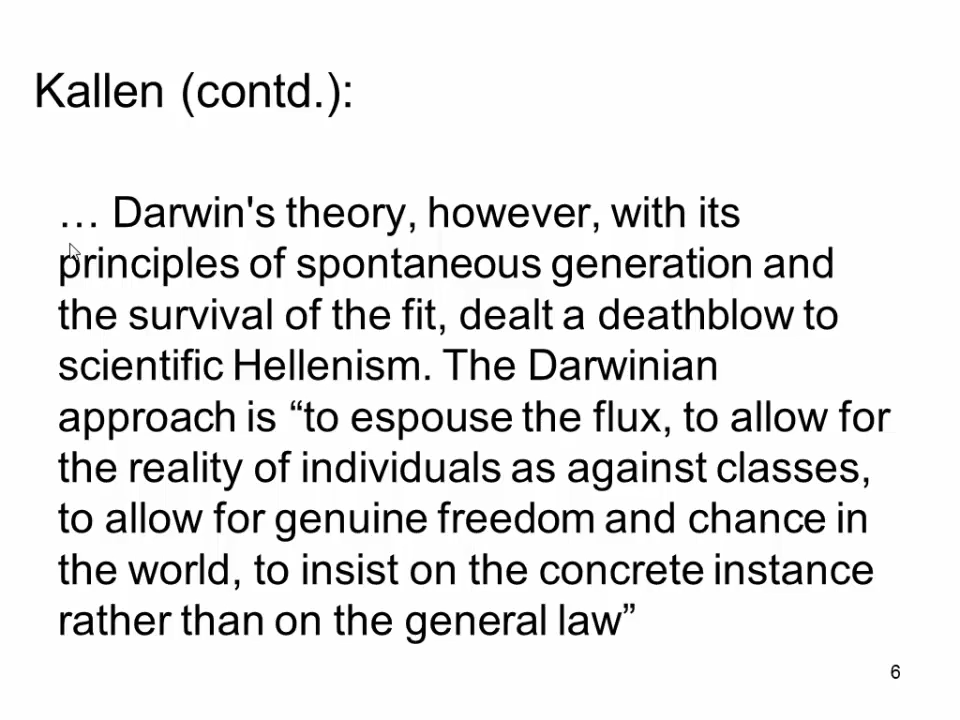 Kallen (contd.):
… Darwin's theory, however, with its
principles of spontaneous generation and
the survival of the fit, dealt a deathblow to
scientific Hellenism. The Darwinian
approach is “to espouse the flux, to allow for
the reality of individuals as against classes,
to allow for genuine freedom and chance in
the world, to insist on the concrete instance
rather than on the general law”
6